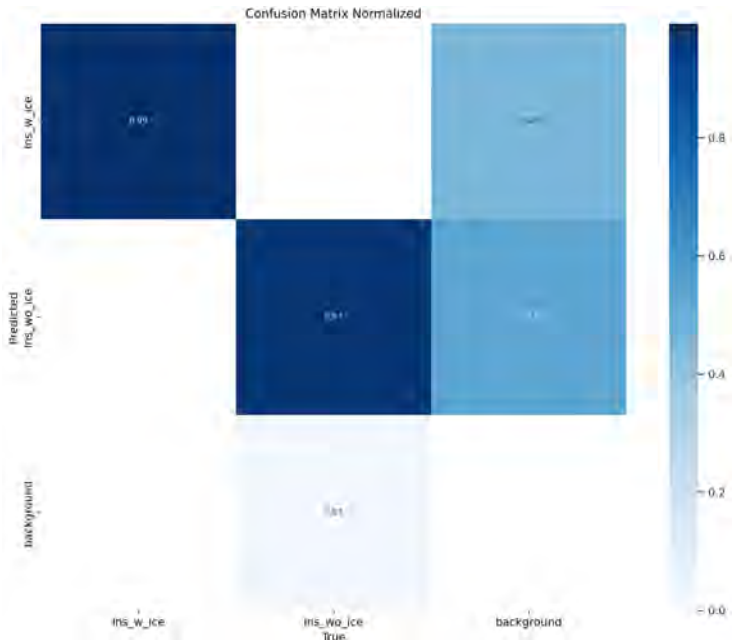 Confusion Matrix Normalized
Ins_w_ice
0.99
Predicted
Ins_wo_ice
background
Ins_w_ice
Ins_wo_ice
background
True
0.8
0.6
0.4
0.2
0.0